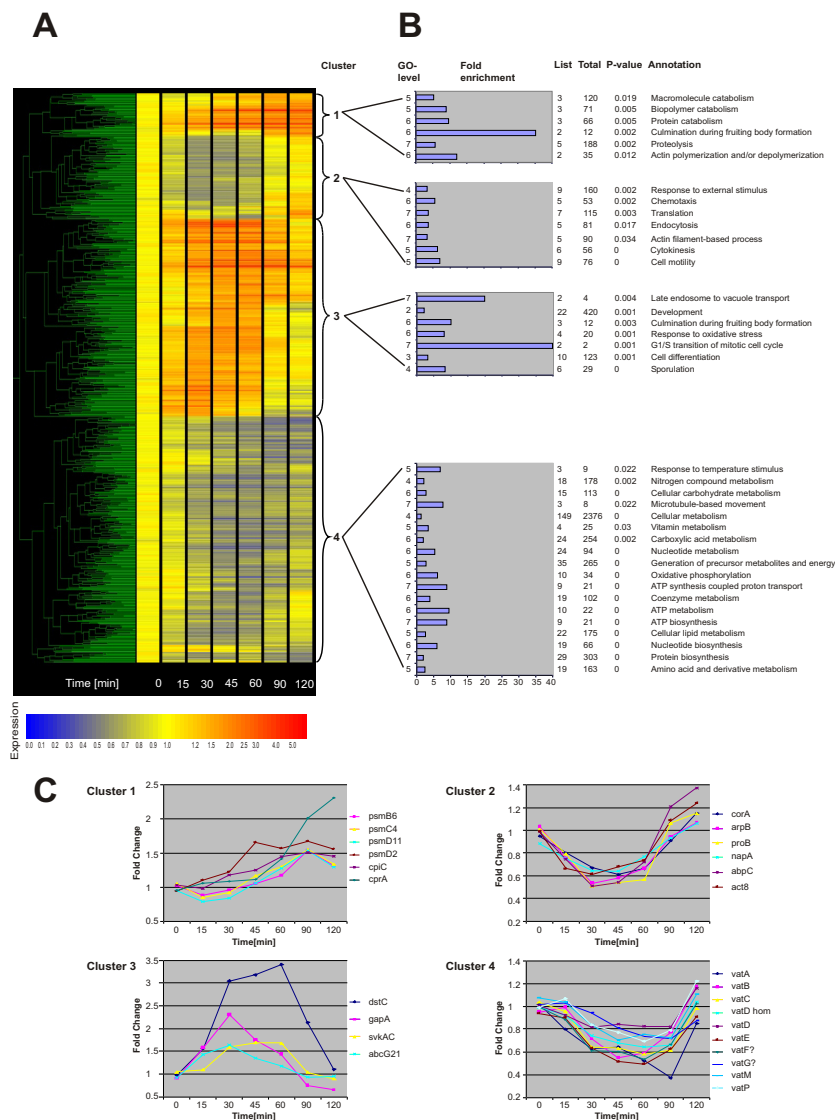 A
B
Cluster
GO-level
Fold enrichment
List Total P-value Annotation
1
5 3 120 0.019 Macromolecule catabolism
5 3 71 0.005 Biopolymer catabolism
6 3 66 0.005 Protein catabolism
6 2 12 0.002 Culmination during fruiting body formation
7 5 188 0.002 Proteolysis
6 2 35 0.012 Actin polymerization and/or depolymerization
2
4 9 160 0.002 Response to external stimulus
6 5 53 0.002 Chemotaxis
7 7 115 0.003 Translation
6 5 81 0.017 Endocytosis
7 5 90 0.034 Actin filament-based process
6 6 56 0 Cytokinesis
5 9 76 0 Cell motility
3
7 2 4 0.004 Late endosome to vacuole transport
2 22 420 0.001 Development
6 3 12 0.003 Culmination during fruiting body formation
6 4 20 0.001 Response to oxidative stress
7 2 2 0.001 G1/S transition of mitotic cell cycle
3 10 123 0.001 Cell differentiation
4 6 29 0 Sporulation
4
5 3 9 0.022 Response to temperature stimulus
4 18 178 0.002 Nitrogen compound metabolism
6 15 113 0 Cellular carbohydrate metabolism
7 3 8 0.022 Microtubule-based movement
4 149 2376 0 Cellular metabolism
5 4 25 0.03 Vitamin metabolism
6 24 254 0.002 Carboxylic acid metabolism
6 24 94 0 Nucleotide metabolism
5 35 265 0 Generation of precursor metabolites and energy
6 10 34 0 Oxidative phosphorylation
7 9 21 0 ATP synthesis coupled proton transport
6 19 102 0 Coenzyme metabolism
6 10 22 0 ATP metabolism
7 9 21 0 ATP biosynthesis
5 22 175 0 Cellular lipid metabolism
6 19 66 0 Nucleotide biosynthesis
7 29 303 0 Protein biosynthesis
5 19 163 0 Amino acid and derivative metabolism
0 5 10 15 20 25 30 35 40
Time [min] 0 15 30 45 60 90 120
Expression
0.0 0.1 0.2 0.3 0.4 0.5 0.6 0.8 1.0 1.2 1.5 2.0 2.5 3.0 4.0 5.0
C
Cluster 1
Fold Change
2.5
2
1.5
1
0.5
0 15 30 45 60 90 120
Time[min]
psmB6
psmC4
psmD11
psmD2
cpiC
cprA
Cluster 2
Fold Change
1.4
1.2
1
0.8
0.6
0.4
0.2
0 15 30 45 60 90 120
Time[min]
corA
arpB
proB
napA
abpC
act8
Cluster 3
Fold Change
3.5
3
2.5
2
1.5
1
0.5
0 15 30 45 60 90 120
Time[min]
dstC
gapA
svkAC
abcG21
Cluster 4
Fold Change
1.4
1.2
1
0.8
0.6
0.4
0.2
0 15 30 45 60 90 120
Time[min]
vatA
vatB
vatC
vatD hom
vatD
vatE
vatF?
vatG?
vatM
vatP